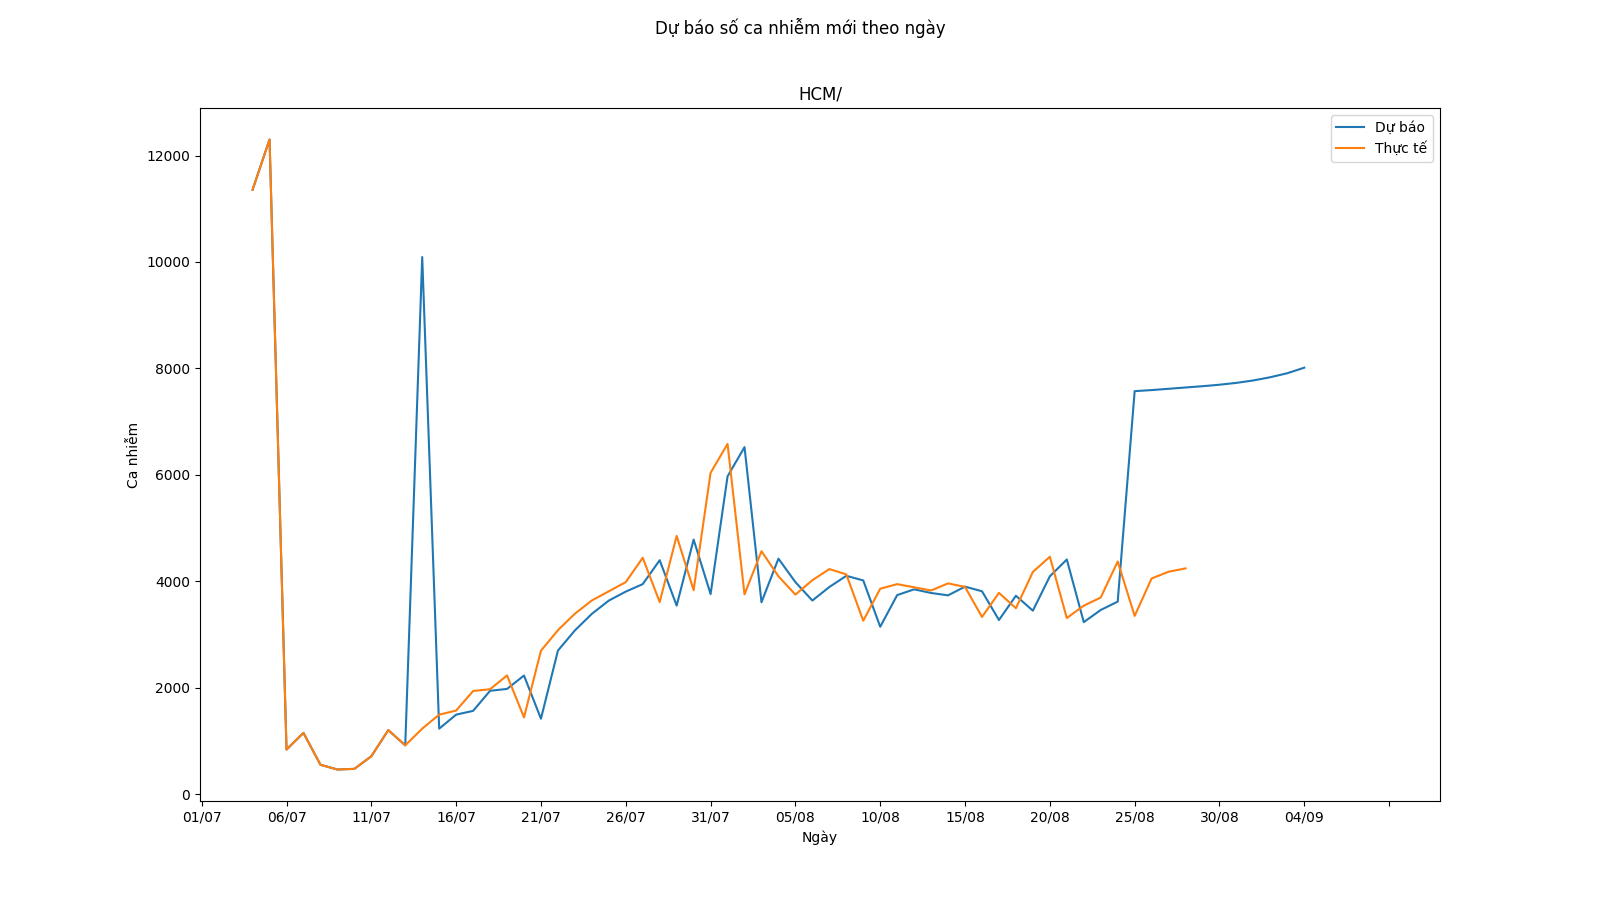 Dự báo số ca nhiễm mới theo ngày
HCM/
Dự báo
Thực tế
12000
10000
8000
6000
4000
2000
0
Ca nhiễm
01/07 06/07 11/07 16/07 21/07 26/07 31/07 05/08 10/08 15/08 20/08 25/08 30/08 04/09
Ngày